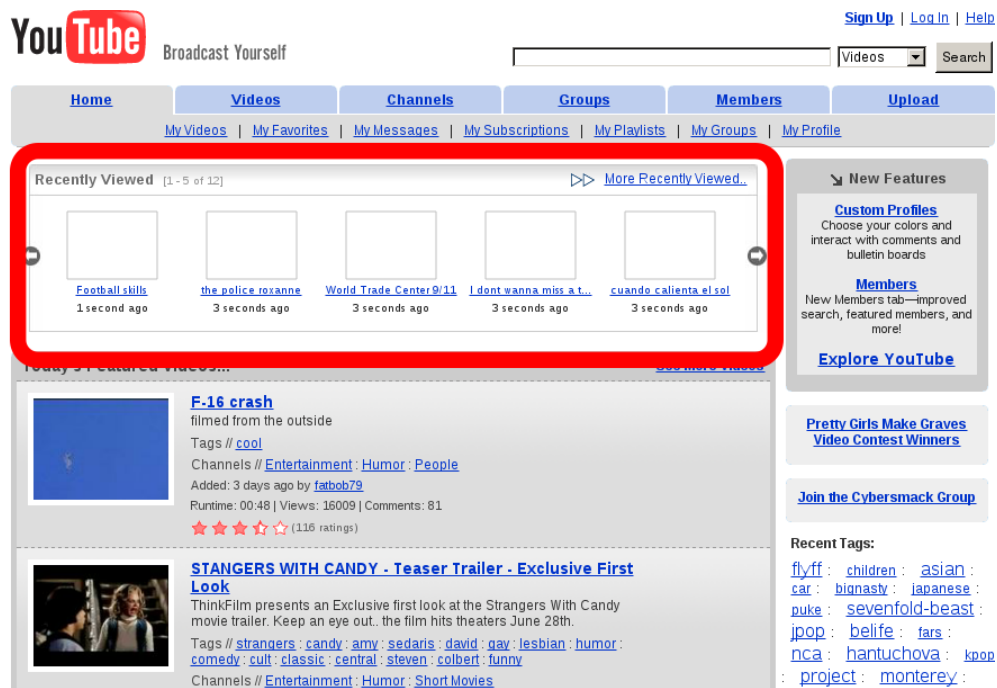 YouTube
Broadcast Yourself
Sign Up | Log In | Help
Videos Search
Home Videos Channels Groups Members Upload
My Videos | My Favorites | My Messages | My Subscriptions | My Playlists | My Groups | My Profile
Recently Viewed [1 - 5 of 12] More Recently Viewed..
Football skills the police roxanne World Trade Center 9/11 I dont wanna miss a t... cuando calienta el sol
1 second ago 3 seconds ago 3 seconds ago 3 seconds ago 3 seconds ago
Today's Featured Videos... See More Videos
F-16 crash
filmed from the outside
Tags // cool
Channels // Entertainment : Humor : People
Added: 3 days ago by fatbob79
Runtime: 00:48 | Views: 16009 | Comments: 81
(116 ratings)
STANGERS WITH CANDY - Teaser Trailer - Exclusive First
Look
ThinkFilm presents an Exclusive first look at the Strangers With Candy
movie trailer. Keep an eye out.. the film hits theaters June 28th.
Tags // strangers : candy : amy : sedaris : david : gay : lesbian : humor :
comedy : cult : classic : central : steven : colbert : funny
Channels // Entertainment : Humor : Short Movies
New Features
Custom Profiles
Choose your colors and
interact with comments and
bulletin boards
Members
New Members tab—improved
search, featured members, and
more!
Explore YouTube
Pretty Girls Make Graves
Video Contest Winners
Join the Cybersmack Group
Recent Tags:
flyff : children : asian :
car : bignasty : japanese :
puke : sevenfold-beast :
jpop : belife : fars :
nca : hantuchova : kpop
: project : monterey :